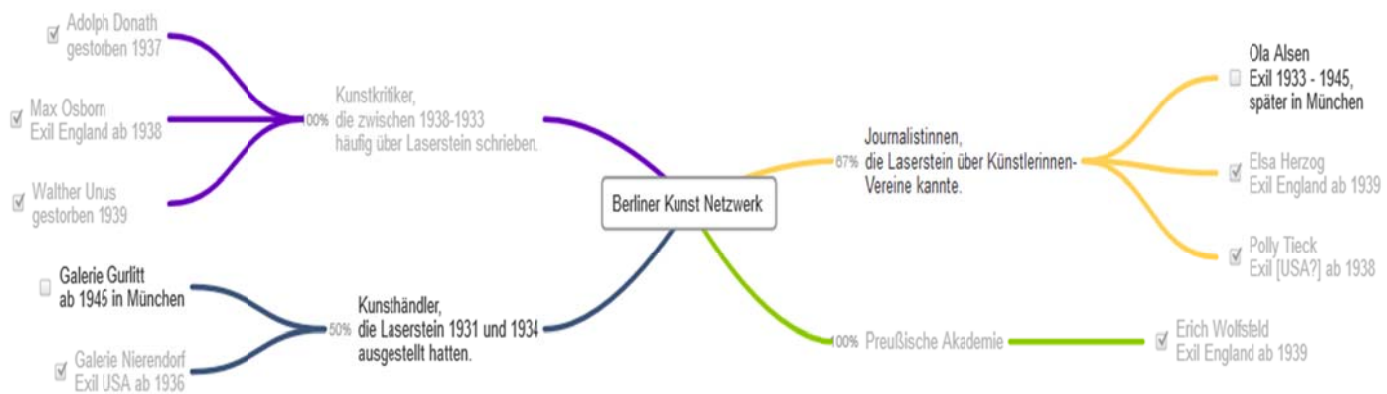 Adolph Donath
gestorben 1937
Max Osborn
Exil England ab 1938
Walther Unus
gestorben 1939
100%
Kunstkritiker,
die zwischen 1938-1933
häufig über Laserstein schrieben.
Galerie Gurlitt
ab 1945 in München
Galerie Nierendorf
Exil USA ab 1936
50%
Kunsthändler,
die Laserstein 1931 und 1934
ausgestellt hatten.
Berliner Kunst Netzwerk
67%
Journalistinnen,
die Laserstein über Künstlerinnen-
Vereine kannte.
Ola Alsen
Exil 1933 - 1945,
später in München
Elsa Herzog
Exil England ab 1939
Polly Tieck
Exil [USA?] ab 1938
100% Preußische Akademie
Erich Wolfsfeld
Exil England ab 1939